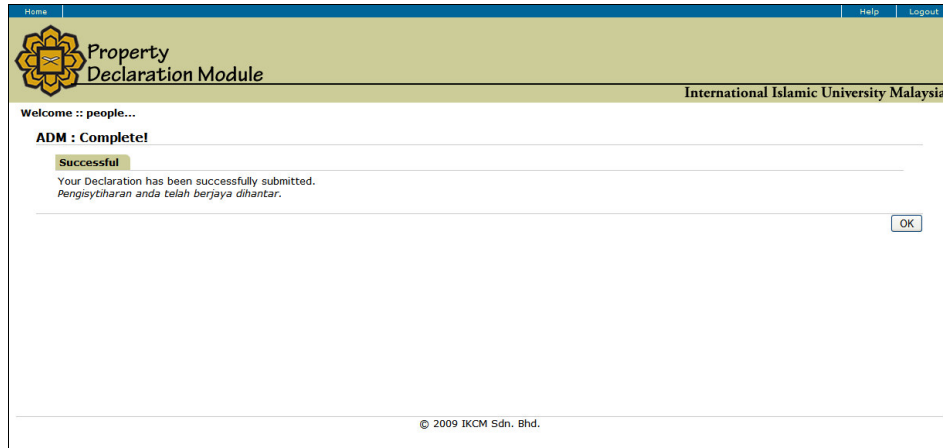 Home Help Logout
Property
Declaration Module
International Islamic University Malaysia
Welcome :: people...
ADM : Complete!
Successful
Your Declaration has been successfully submitted.
Pengisytiharan anda telah berjaya dihantar.
OK
© 2009 IKCM Sdn. Bhd.